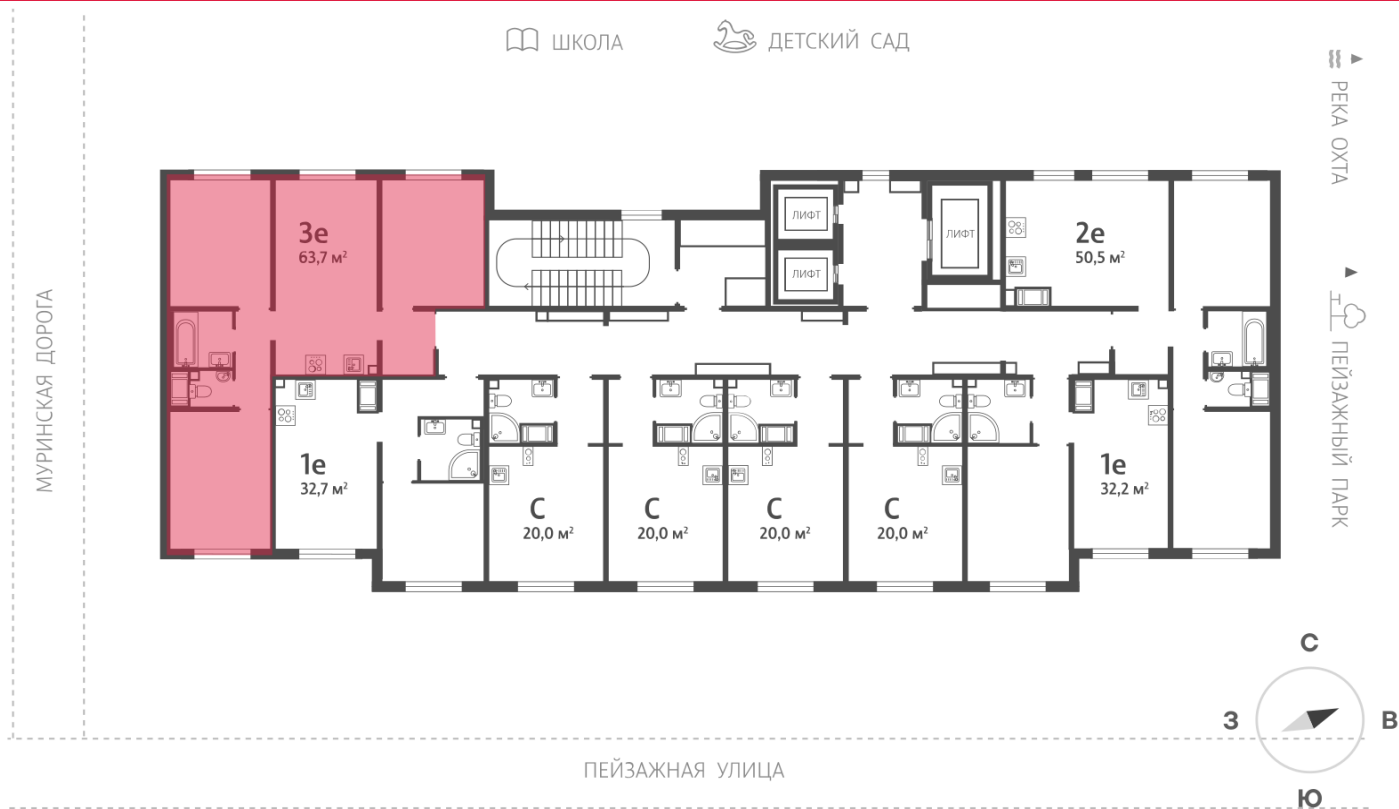 ШКОЛА
ДЕТСКИЙ САД
РЕКА ОХТА
ПЕЙЗАЖНЫЙ ПАРК
МУРИНСКАЯ ДОРОГА
3е
63,7 м²
ЛИФТ
ЛИФТ
ЛИФТ
2е
50,5 м²
1е
32,7 м²
С
20,0 м²
С
20,0 м²
С
20,0 м²
С
20,0 м²
1е
32,2 м²
С
З
В
Ю
ПЕЙЗАЖНАЯ УЛИЦА